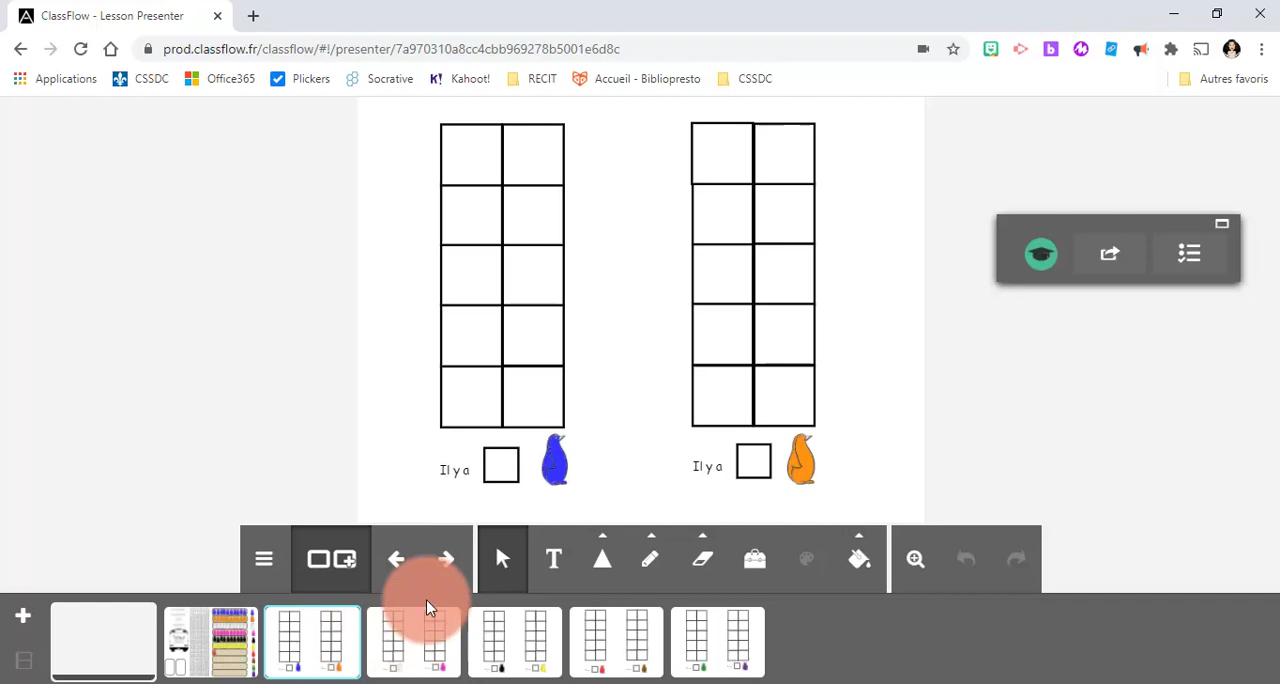 ClassFlow - Lesson Presenter
prod.classflow.fr/classflow/#!/presenter/7a970310a8cc4cbb969278b5001e6d8c
Applications CSSDC Office365 Plickers Socrative Kahoot! RECIT Accueil - Bibliopresto CSSDC Autres favoris
Il y a
Il y a